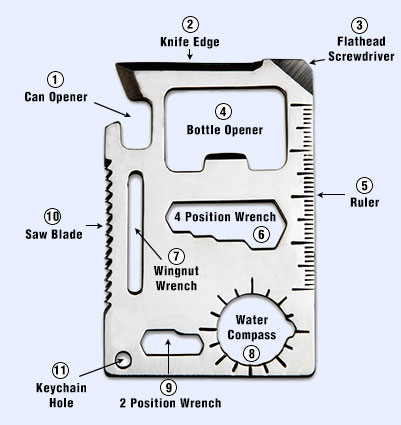 ②
Knife Edge
③
Flathead
Screwdriver
①
Can Opener
④
Bottle Opener
⑤
Ruler
4 Position Wrench
⑥
⑩
Saw Blade
⑦
Wingnut
Wrench
Water
Compass
⑧
⑪
Keychain
Hole
⑨
2 Position Wrench